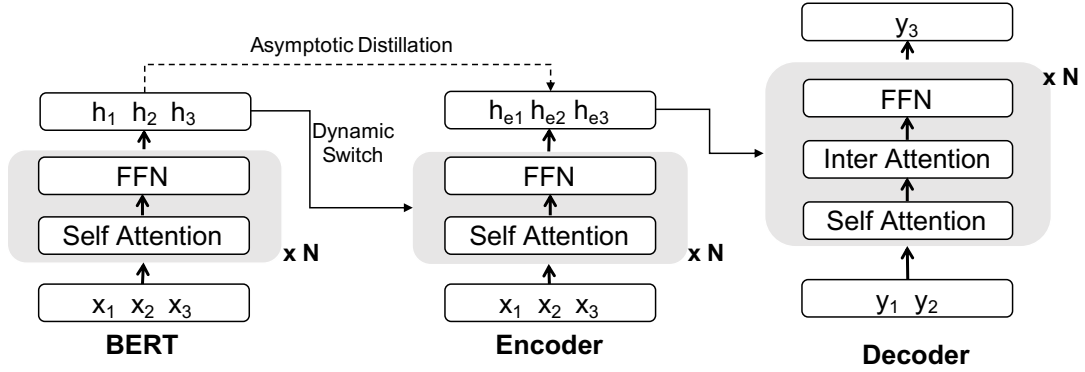 Asymptotic Distillation
h₁ h₂ h₃
Dynamic
Switch
FFN
Self Attention
x N
x₁ x₂ x₃
BERT
hₑ₁ hₑ₂ hₑ₃
FFN
Self Attention
x N
x₁ x₂ x₃
Encoder
y₃
x N
FFN
Inter Attention
Self Attention
y₁ y₂
Decoder